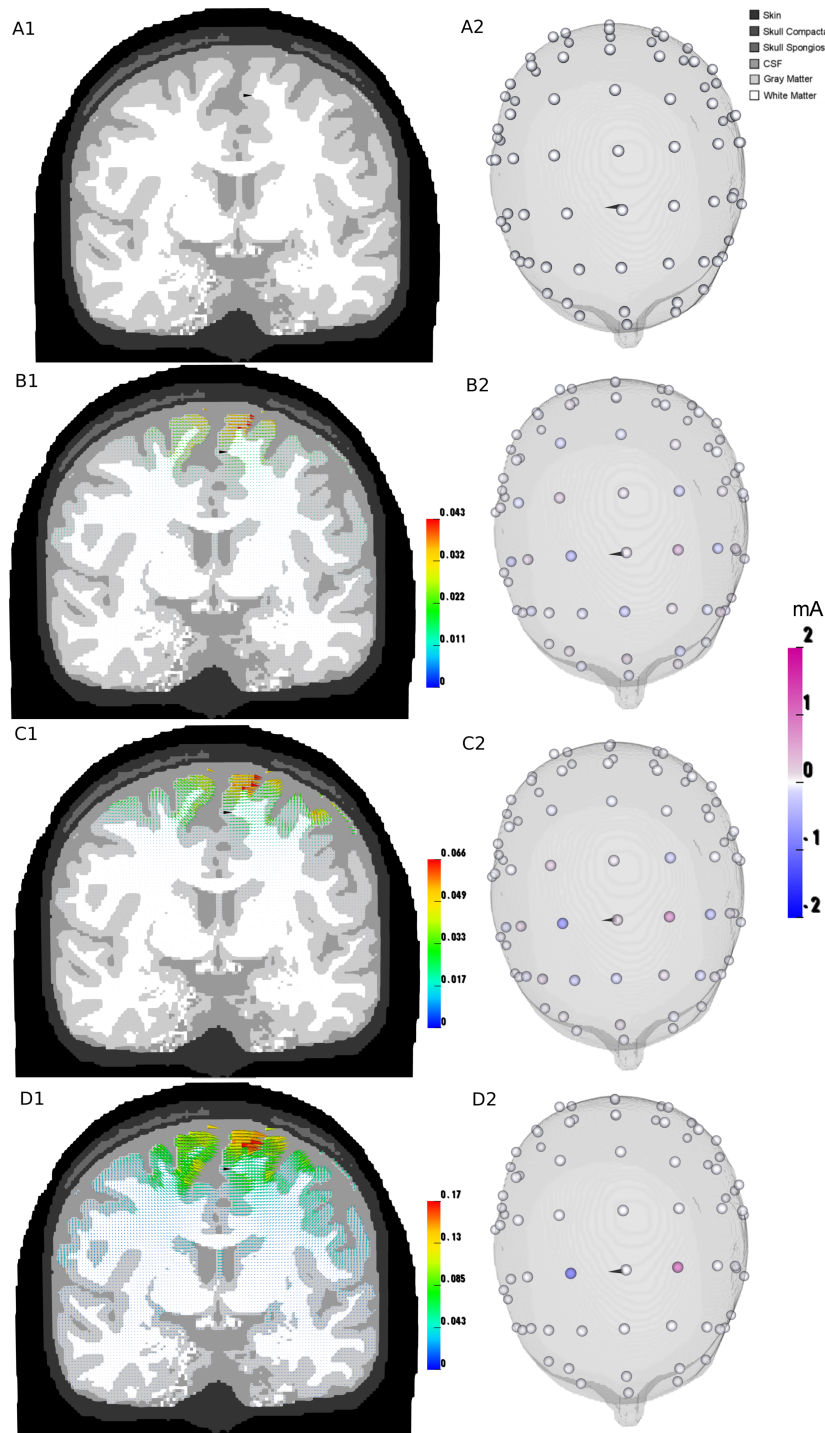 A1
A2
Skin
Skull Compacta
Skull Spongios
CSF
Gray Matter
White Matter
B1
B2
0.043
0.032
0.022
0.011
0
mA
2
1
0
-1
-2
C1
C2
0.066
0.049
0.033
0.017
0
D1
D2
0.17
0.13
0.085
0.043
0